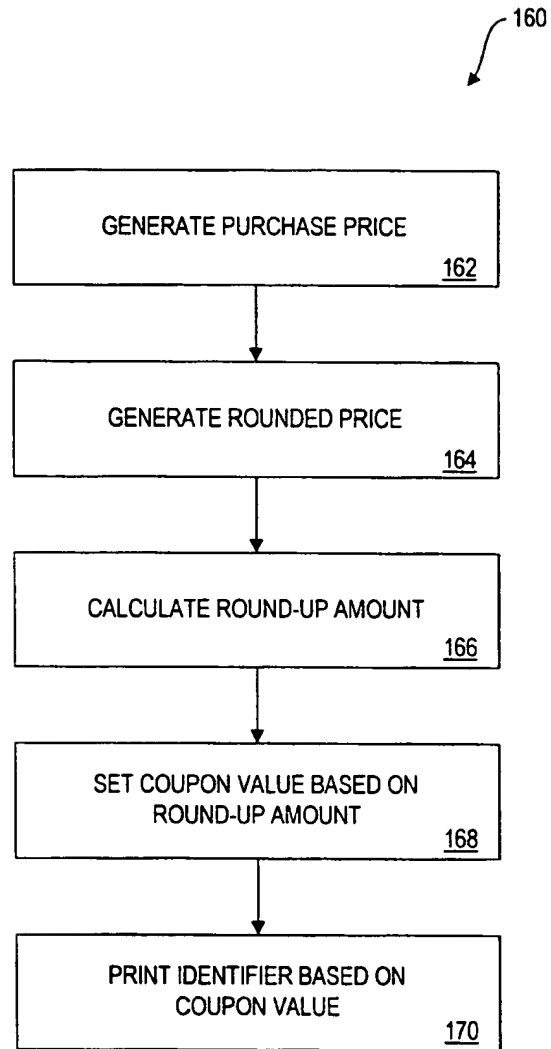 160
GENERATE PURCHASE PRICE
162
GENERATE ROUNDED PRICE
164
CALCULATE ROUND-UP AMOUNT
166
SET COUPON VALUE BASED ON
ROUND-UP AMOUNT
168
PRINT IDENTIFIER BASED ON
COUPON VALUE
170